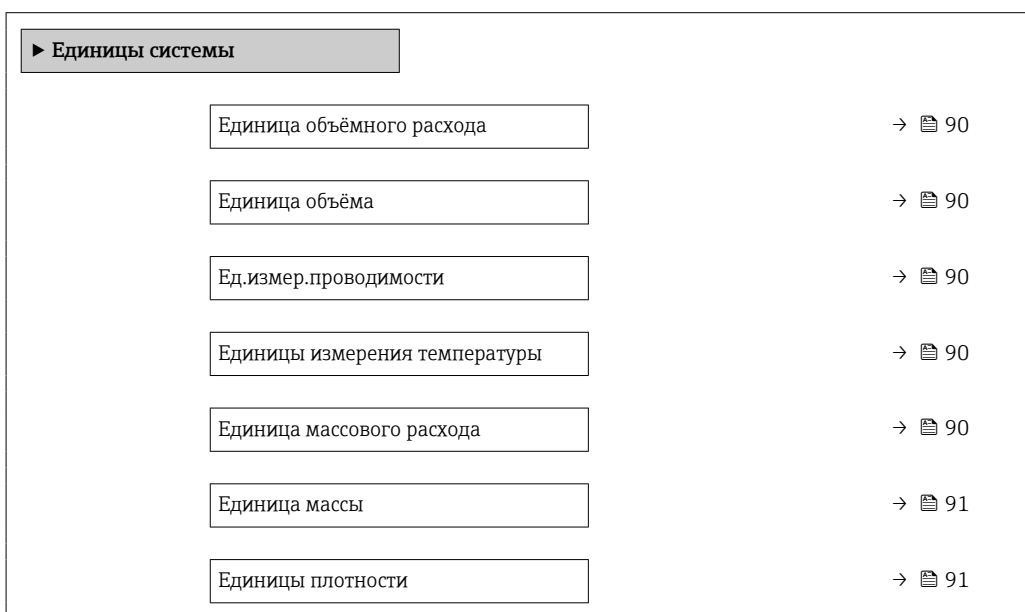 ▶ Единицы системы
Единица объёмного расхода → 90
Единица объёма → 90
Ед.измер.проводимости → 90
Единицы измерения температуры → 90
Единица массового расхода → 90
Единица массы → 91
Единицы плотности → 91